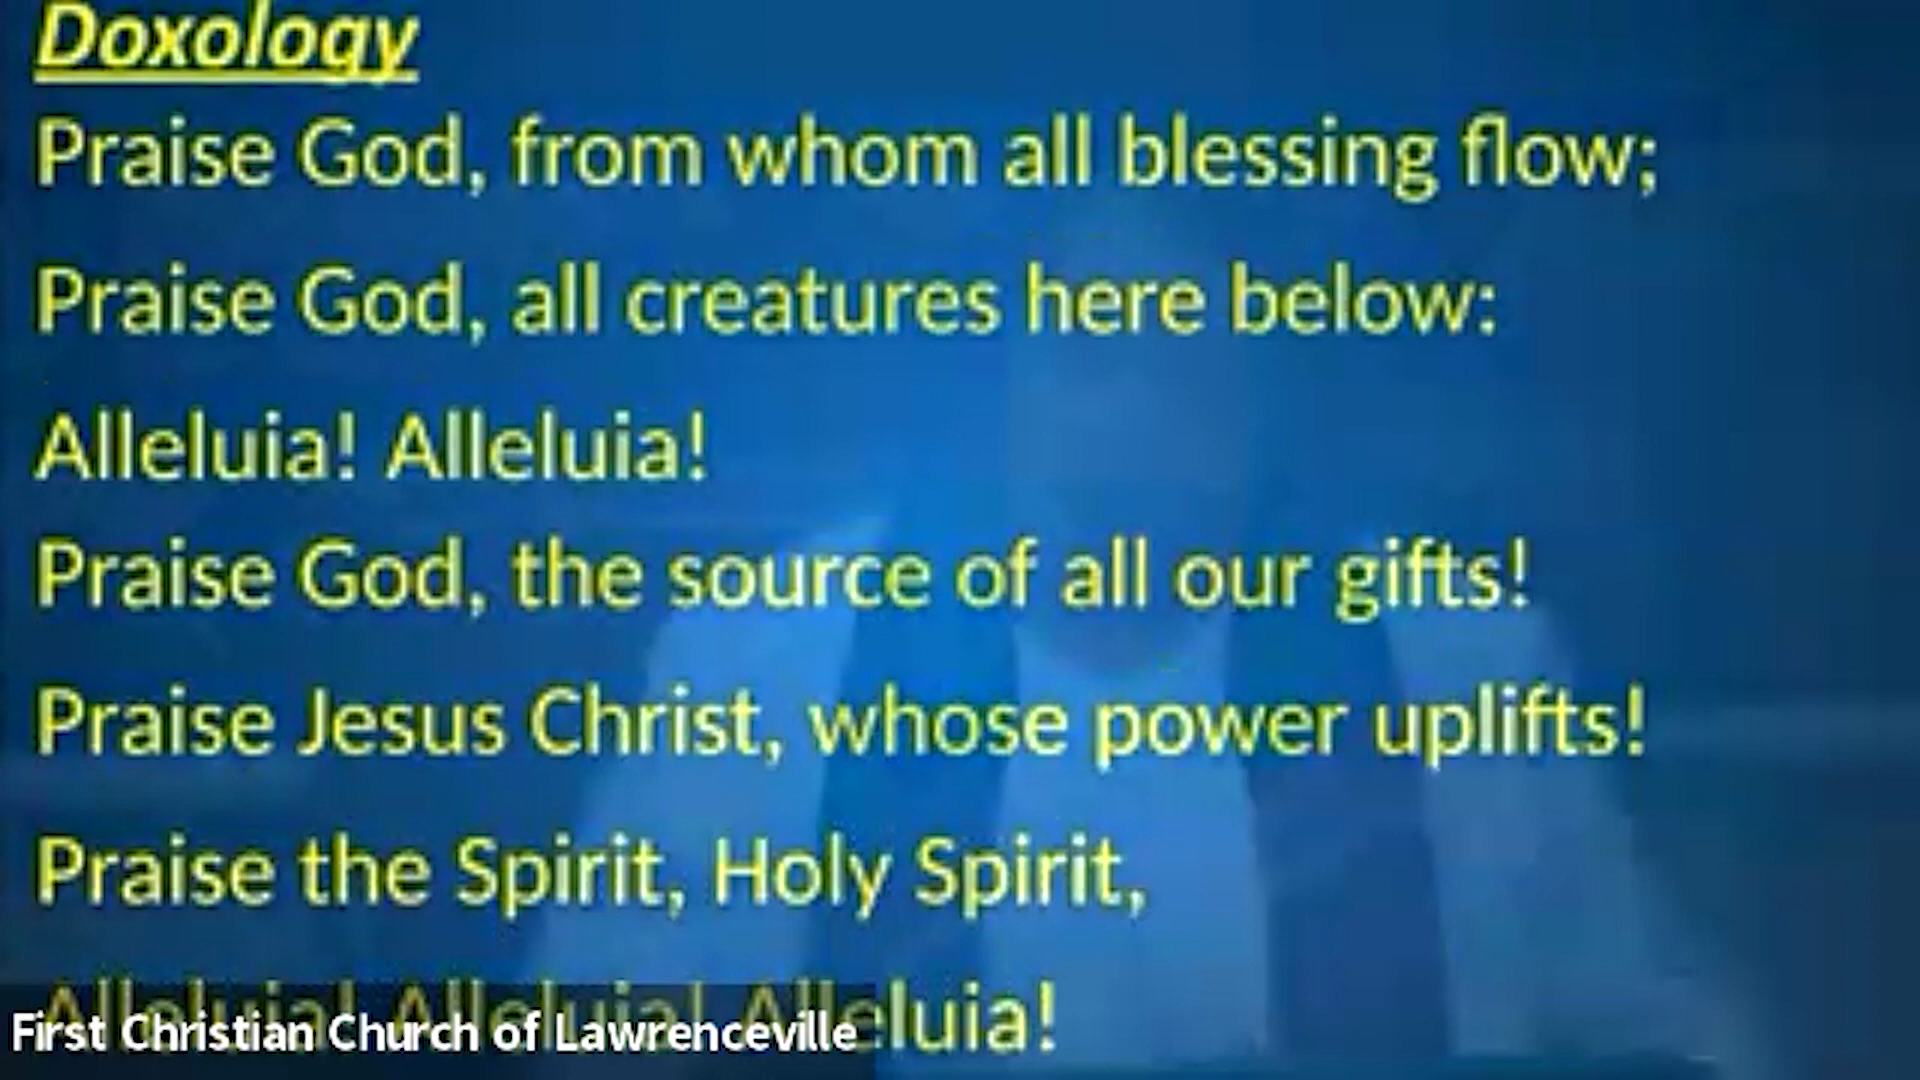 Doxology
Praise God, from whom all blessing flow;
Praise God, all creatures here below:
Alleluia! Alleluia!
Praise God, the source of all our gifts!
Praise Jesus Christ, whose power uplifts!
Praise the Spirit, Holy Spirit,
Alleluia! Alleluia! Alleluia!
First Christian Church of Lawrenceville